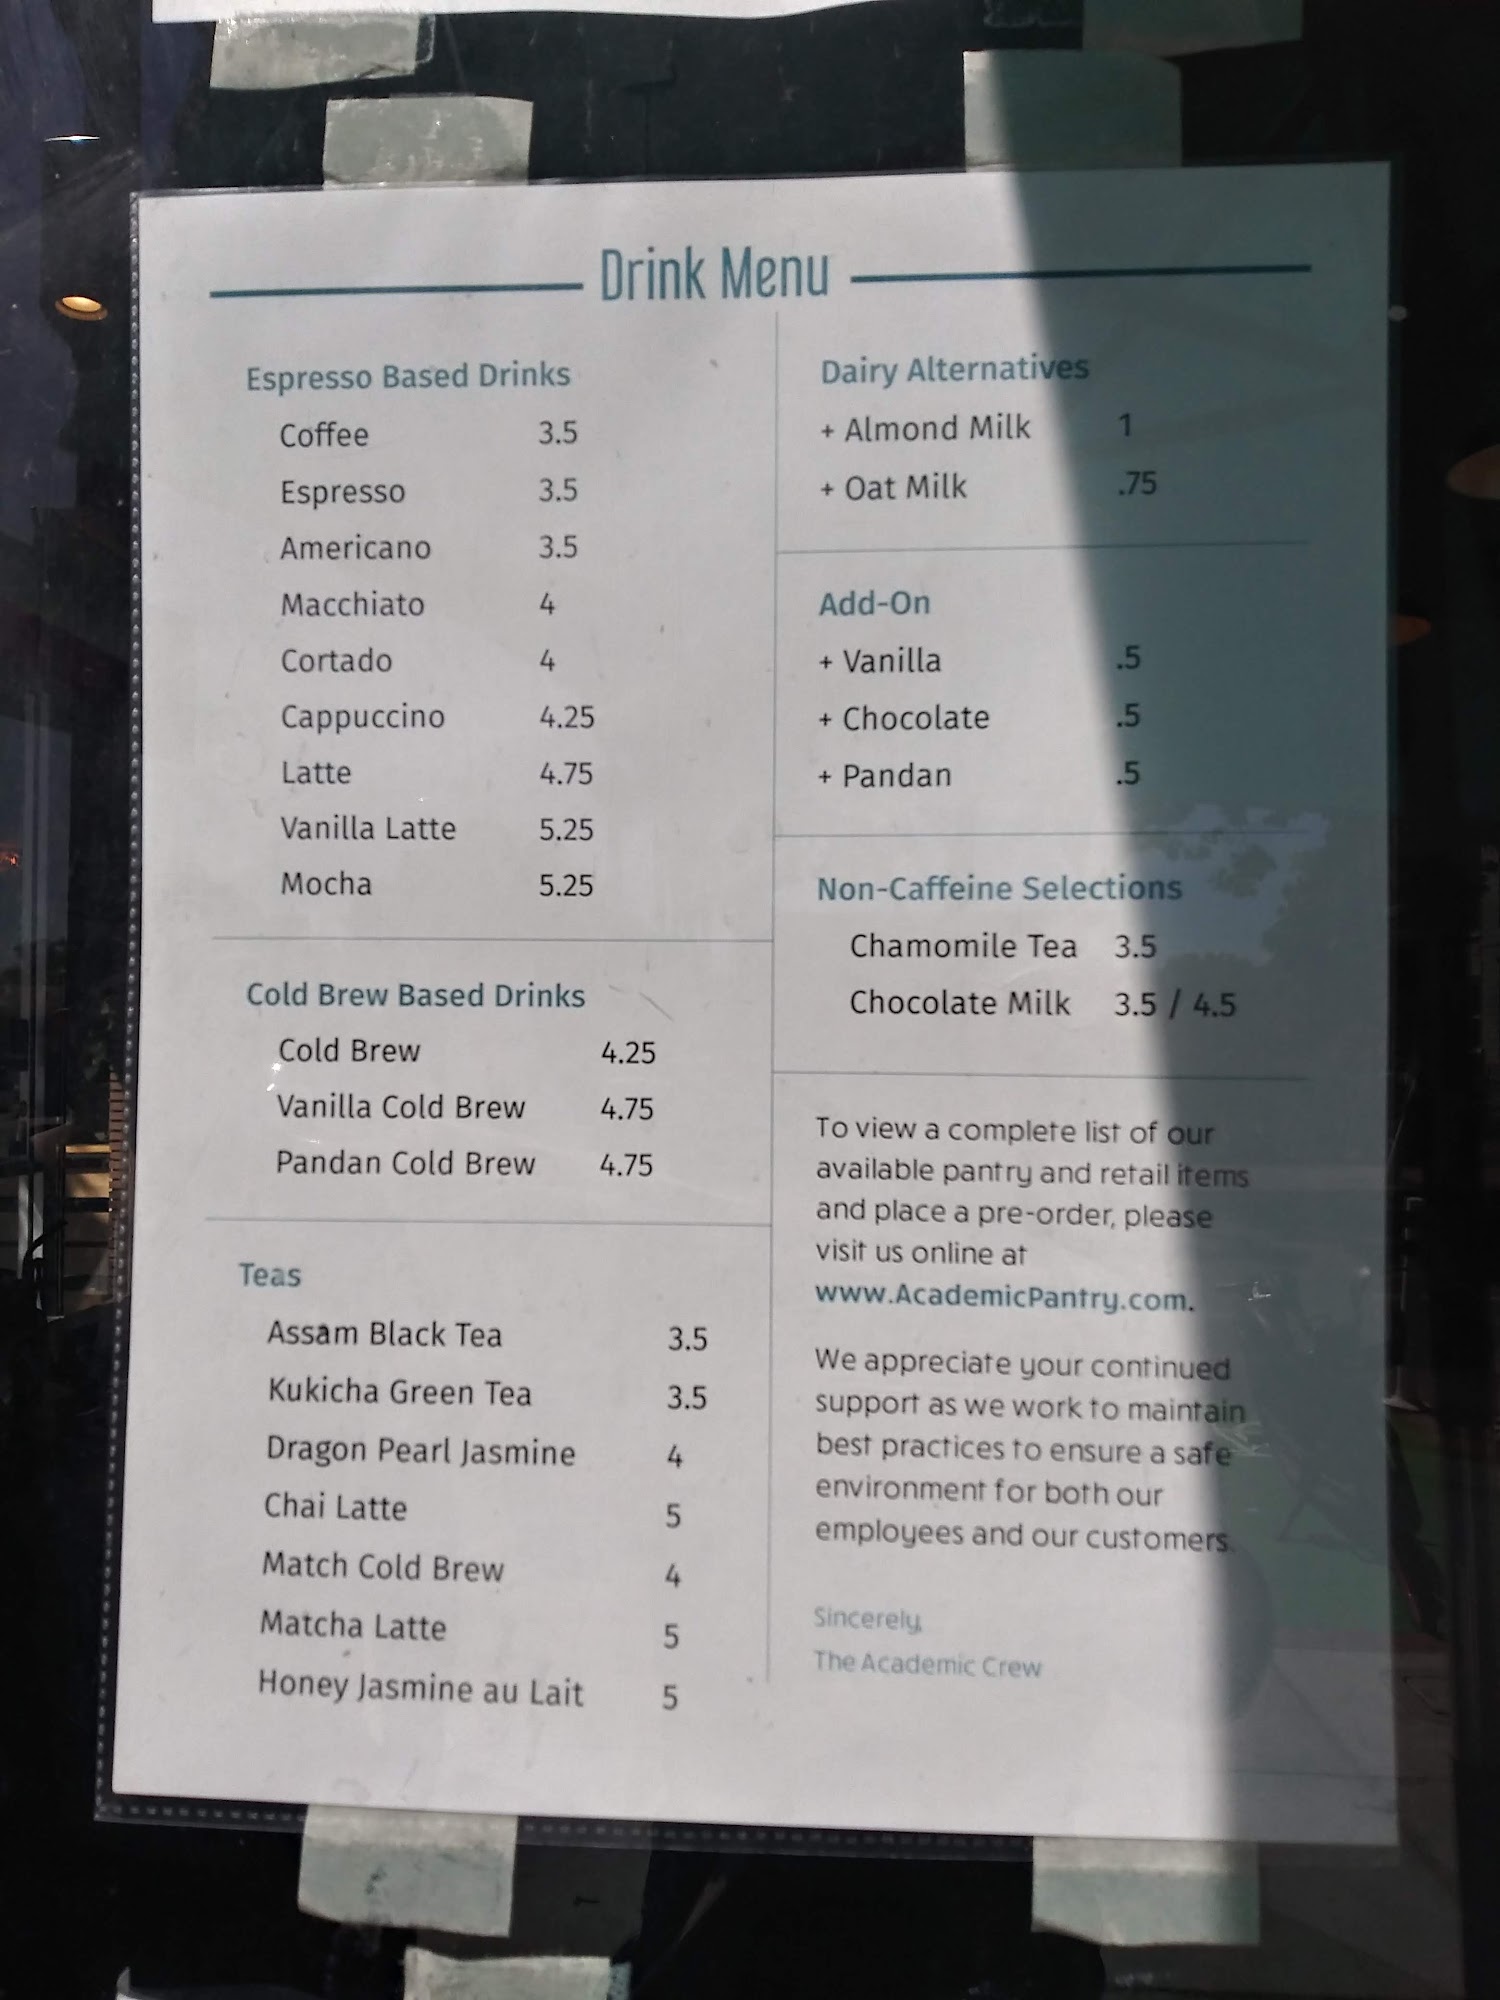 Drink Menu
Espresso Based Drinks
Coffee 3.5
Espresso 3.5
Americano 3.5
Macchiato 4
Cortado 4
Cappuccino 4.25
Latte 4.75
Vanilla Latte 5.25
Mocha 5.25
Cold Brew Based Drinks
Cold Brew 4.25
Vanilla Cold Brew 4.75
Pandan Cold Brew 4.75
Teas
Assam Black Tea 3.5
Kukicha Green Tea 3.5
Dragon Pearl Jasmine 4
Chai Latte 5
Match Cold Brew 4
Matcha Latte 5
Honey Jasmine au Lait 5
Dairy Alternatives
+ Almond Milk 1
+ Oat Milk .75
Add-On
+ Vanilla .5
+ Chocolate .5
+ Pandan .5
Non-Caffeine Selections
Chamomile Tea 3.5
Chocolate Milk 3.5 / 4.5
To view a complete list of our
available pantry and retail items
and place a pre-order, please
visit us online at
www.AcademicPantry.com.
We appreciate your continued
support as we work to maintain
best practices to ensure a safe
environment for both our
employees and our customers.
Sincerely,
The Academic Crew